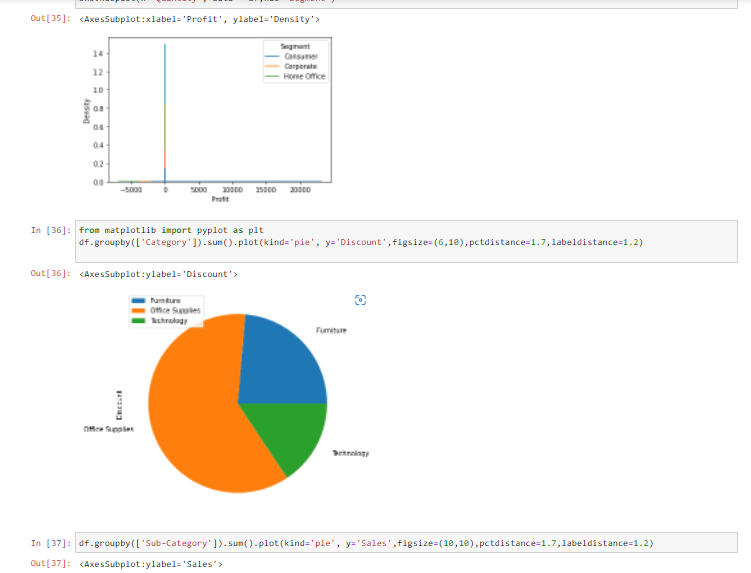 Out[35]: <AxesSubplot:xlabel='Profit', ylabel='Density'>
Segment
Consumer
Corporate
Home Office
1.4
1.2
1.0
0.8
0.6
0.4
0.2
0.0
Density
-5000 0 5000 10000 15000 20000
Profit
In [36]: from matplotlib import pyplot as plt
df.groupby(['Category']).sum().plot(kind='pie', y='Discount',figsize=(6,10),pctdistance=1.7,labeldistance=1.2)
Out[36]: <AxesSubplot:ylabel='Discount'>
Furniture
Office Supplies
Technology
Furniture
Discount
Office Supplies
Technology
In [37]: df.groupby(['Sub-Category']).sum().plot(kind='pie', y='Sales',figsize=(10,10),pctdistance=1.7,labeldistance=1.2)
Out[37]: <AxesSubplot:ylabel='Sales'>